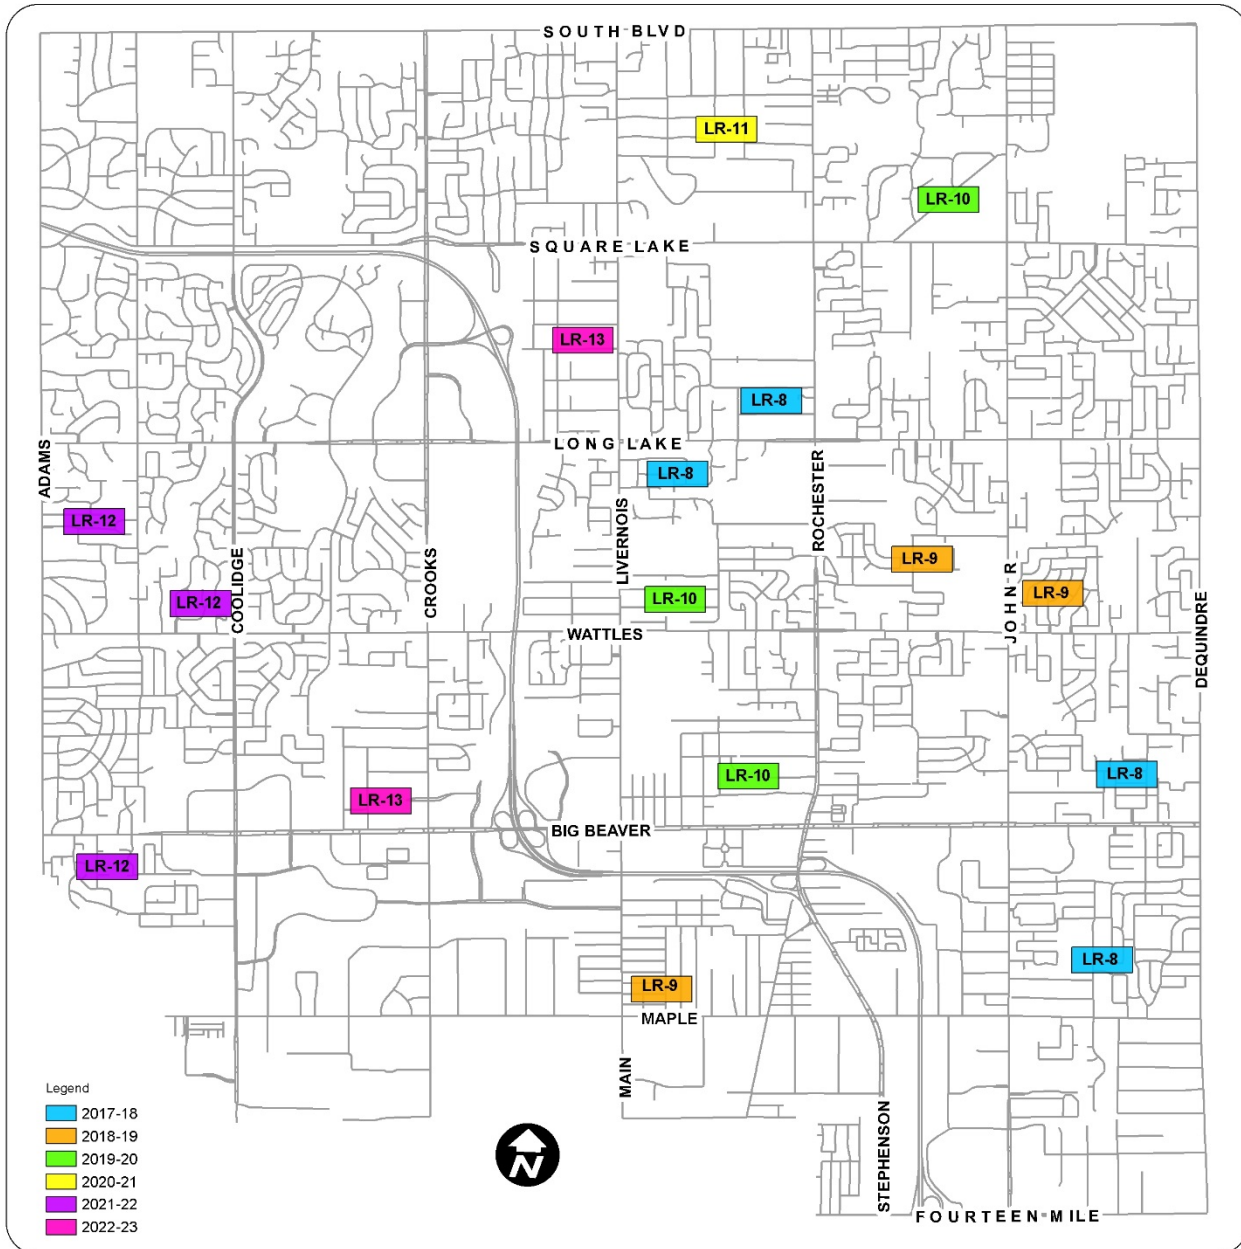 SOUTH BLVD
LR-11
LR-10
SQUARE LAKE
LR-13
LR-8
LONG LAKE
ADAMS
LR-8
ROCHESTER
LR-12
LIVERNOIS
LR-9
COOLIDGE
CROOKS
LR-12
LR-10
JOHN R
LR-9
DEQUINDRE
WATTLES
LR-10
LR-8
LR-13
BIG BEAVER
LR-12
LR-8
LR-9
MAPLE
MAIN
STEPHENSON
FOURTEEN MILE
Legend
2017-18
2018-19
2019-20
2020-21
2021-22
2022-23
N